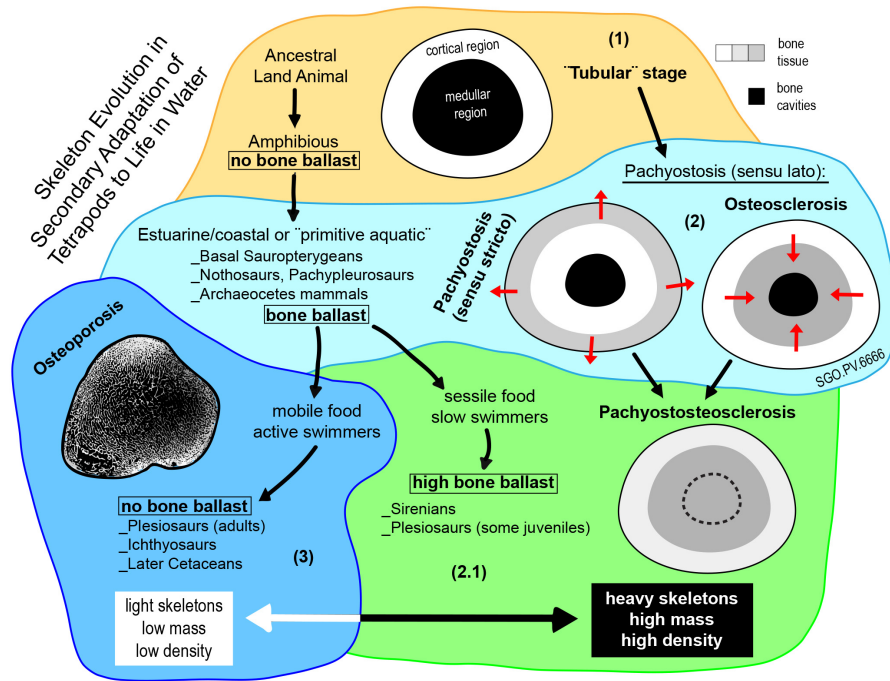 Skeleton Evolution in
Secondary Adaptation of
Tetrapods to Life in Water
Ancestral
Land Animal
Amphibious
no bone ballast
cortical region
medullar
region
(1)
¨Tubular¨ stage
bone
tissue
bone
cavities
Estuarine/coastal or ¨primitive aquatic¨
_Basal Sauropterygeans
_Nothosaurs, Pachypleurosaurs
_Archaeocetes mammals
bone ballast
Pachyostosis (sensu lato):
(2)
Pachyostosis
(sensu stricto)
Osteosclerosis
SGO.PV.6666
Osteoporosis
mobile food
active swimmers
no bone ballast
_Plesiosaurs (adults)
_Ichthyosaurs
_Later Cetaceans
(3)
sessile food
slow swimmers
high bone ballast
_Sirenians
_Plesiosaurs (some juveniles)
(2.1)
Pachyostosteosclerosis
light skeletons
low mass
low density
heavy skeletons
high mass
high density